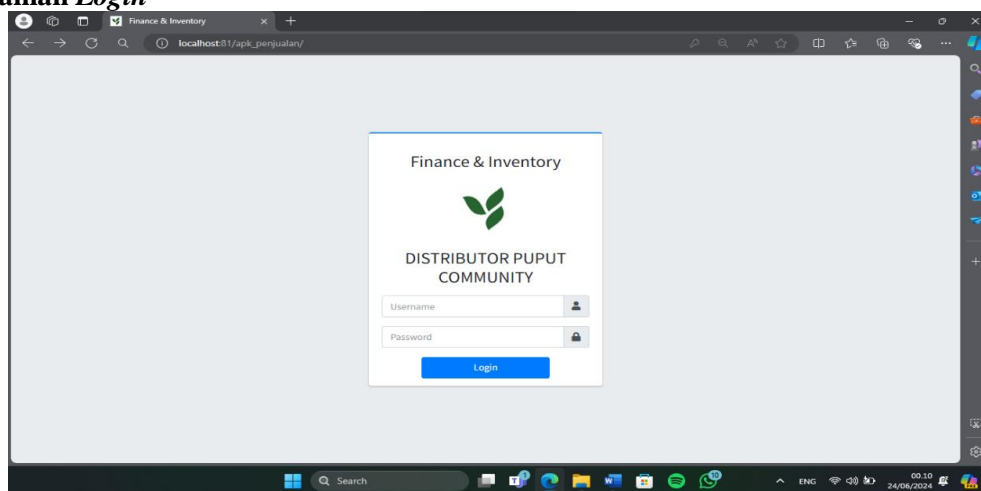 Login
Finance & Inventory
localhost:81/apk_penjualan/
Finance & Inventory
DISTRIBUTOR PUPUT
COMMUNITY
Username
Password
Login
Search
ENG
00.10
24/06/2024